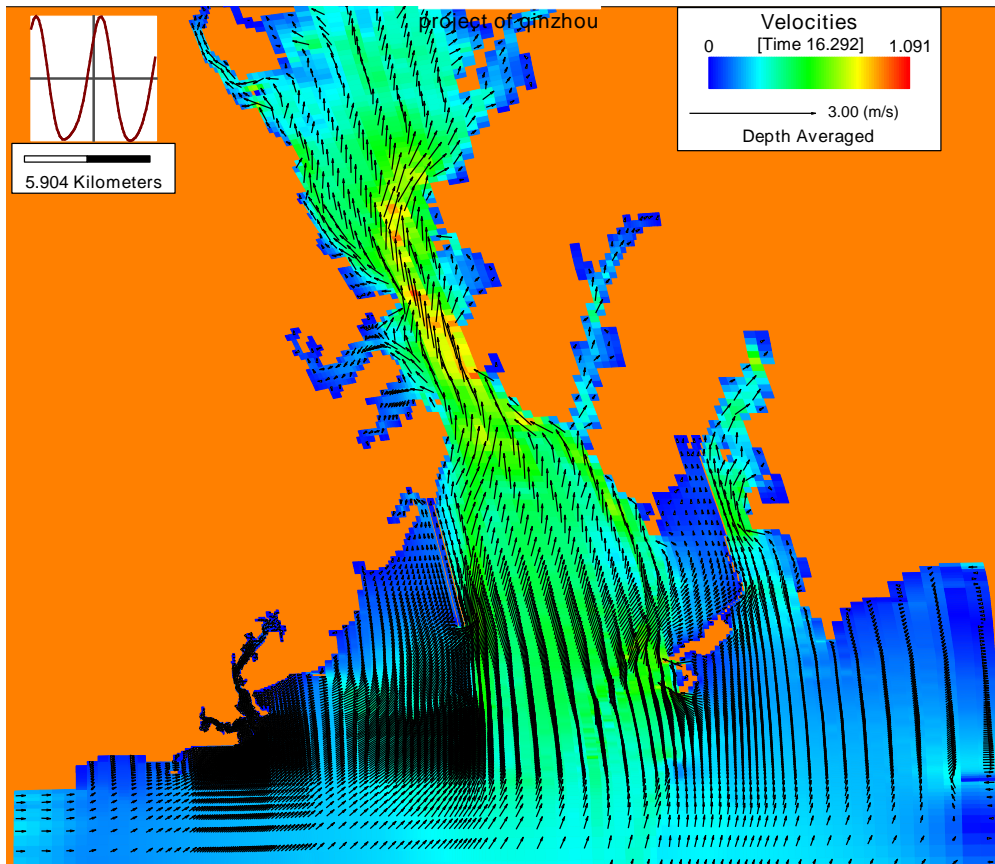 project of qinzhou
Velocities
[Time 16.292]
0
1.091
3.00 (m/s)
Depth Averaged
5.904 Kilometers